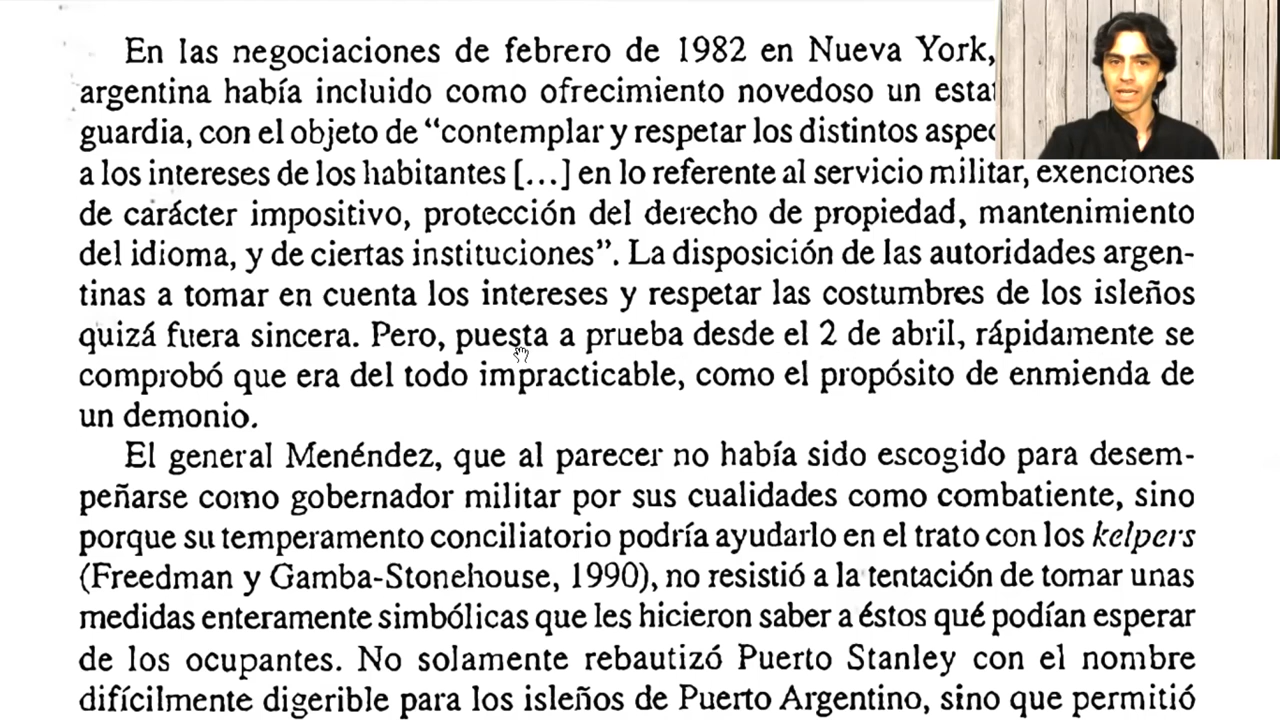 En las negociaciones de febrero de 1982 en Nueva York,
argentina había incluido como ofrecimiento novedoso un
guardia, con el objeto de “contemplar y respetar los distintos
a los intereses de los habitantes [...] en lo referente al servicio militar, exenciones
de carácter impositivo, protección del derecho de propiedad, mantenimiento
del idioma, y de ciertas instituciones”. La disposición de las autoridades argen-
tinas a tomar en cuenta los intereses y respetar las costumbres de los isleños
quizá fuera sincera. Pero, puesta a prueba desde el 2 de abril, rápidamente se
comprobó que era del todo impracticable, como el propósito de enmienda de
un demonio.
El general Menéndez, que al parecer no había sido escogido para desem-
peñarse como gobernador militar por sus cualidades como combatiente, sino
porque su temperamento conciliatorio podría ayudarlo en el trato con los kelpers
(Freedman y Gamba-Stonehouse, 1990), no resistió a la tentación de tomar unas
medidas enteramente simbólicas que les hicieron saber a éstos qué podían esperar
de los ocupantes. No solamente rebautizó Puerto Stanley con el nombre
difícilmente digerible para los isleños de Puerto Argentino, sino que permitió